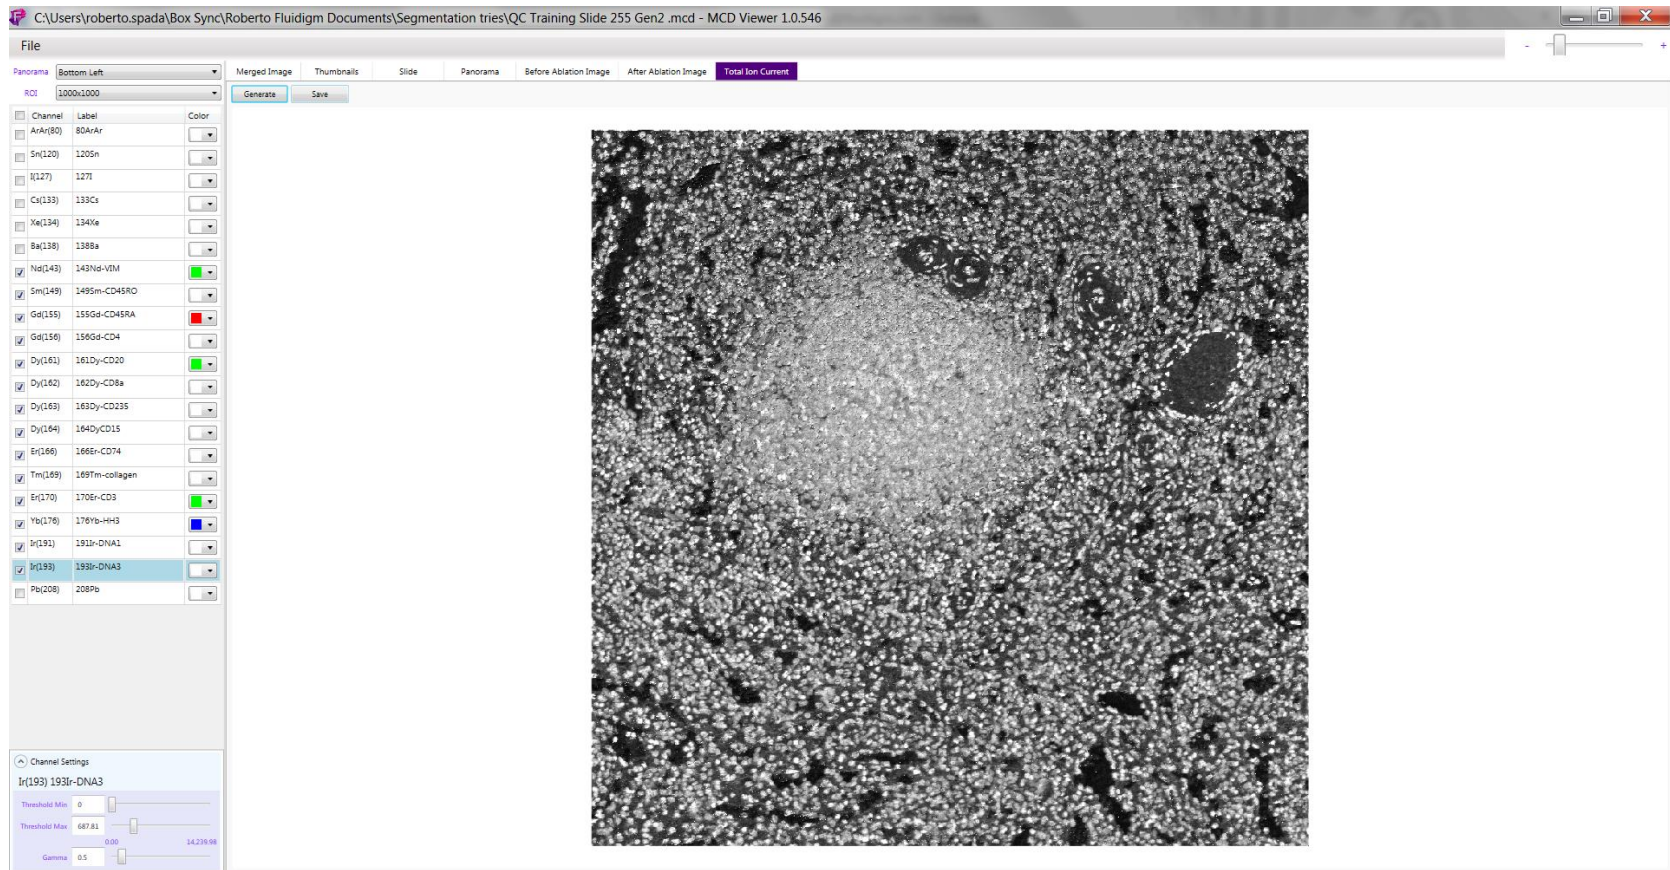 C:\Users\roberto.spada\Box Sync\Roberto Fluidigm Documents\Segmentation tries\QC Training Slide 255 Gen2 .mcd - MCD Viewer 1.0.546
File
- +
Panorama Bottom Left
ROI 1000x1000
Merged Image Thumbnails Slide Panorama Before Ablation Image After Ablation Image Total Ion Current
Generate Save
Channel Label Color
ArAr(80) 80ArAr
Sn(120) 120Sn
I(127) 127I
Cs(133) 133Cs
Xe(134) 134Xe
Ba(138) 138Ba
Nd(143) 143Nd-VIM
Sm(149) 149Sm-CD45RO
Gd(155) 155Gd-CD45RA
Gd(156) 156Gd-CD4
Dy(161) 161Dy-CD20
Dy(162) 162Dy-CD8a
Dy(163) 163Dy-CD235
Dy(164) 164DyCD15
Er(166) 166Er-CD74
Tm(169) 169Tm-collagen
Er(170) 170Er-CD3
Yb(176) 176Yb-HH3
Ir(191) 191Ir-DNA1
Ir(193) 193Ir-DNA3
Pb(208) 208Pb
Channel Settings
Ir(193) 193Ir-DNA3
Threshold Min 0
Threshold Max 687.81
0.00 14,239.98
Gamma 0.5